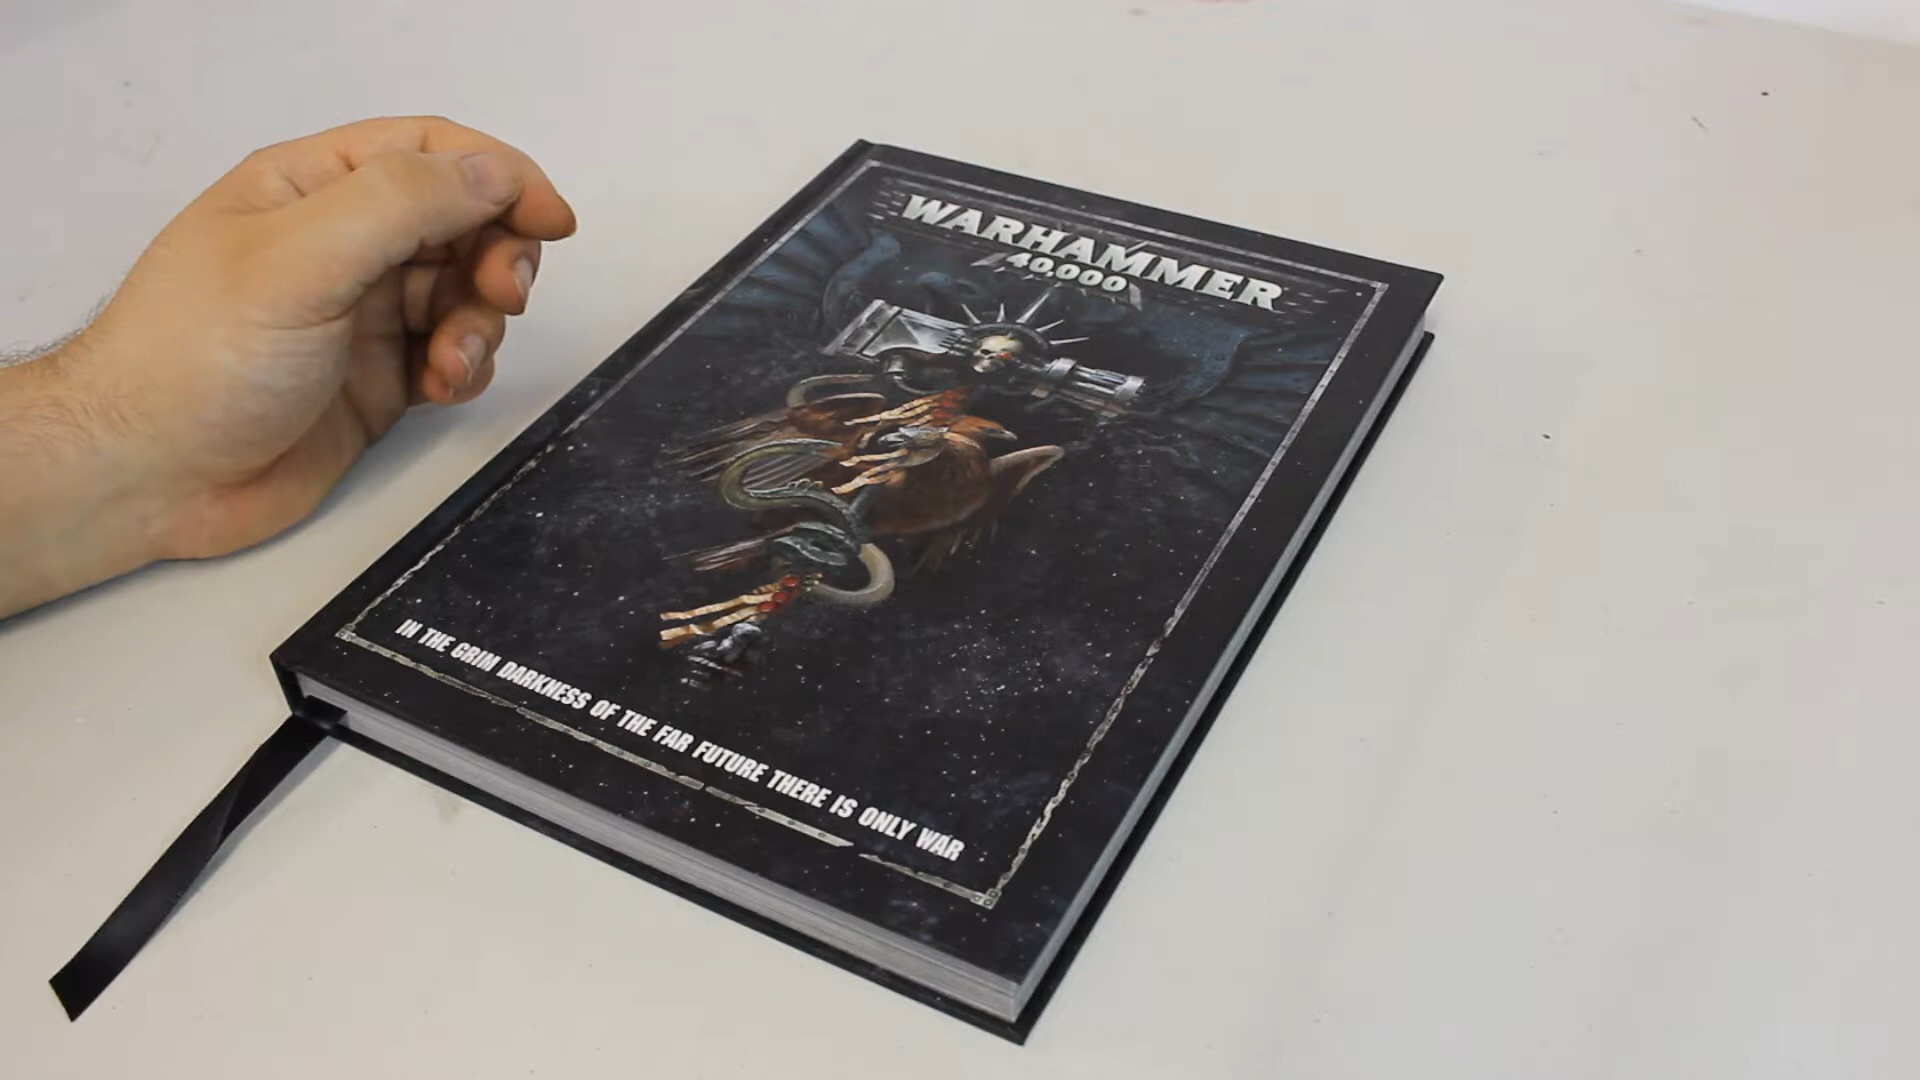 WARHAMMER
40,000
IN THE GRIM DARKNESS OF THE FAR FUTURE THERE IS ONLY WAR